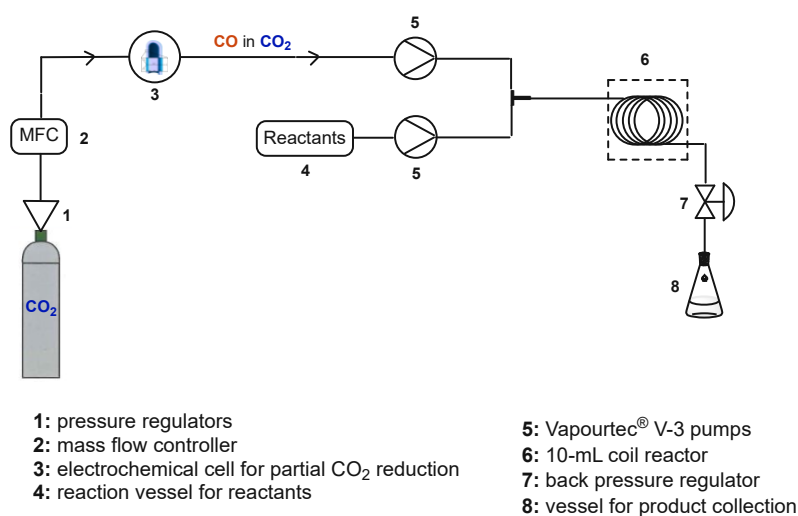 5
CO in CO₂
6
3
MFC
2
Reactants
4
5
1
7
CO₂
8
1: pressure regulators
2: mass flow controller
3: electrochemical cell for partial CO₂ reduction
4: reaction vessel for reactants
5: Vapourtec® V-3 pumps
6: 10-mL coil reactor
7: back pressure regulator
8: vessel for product collection